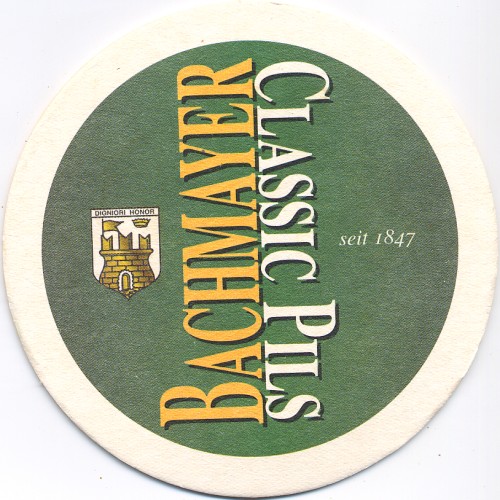 DIGNIORI HONOR
BACHMAYER
CLASSIC PILS
seit 1847